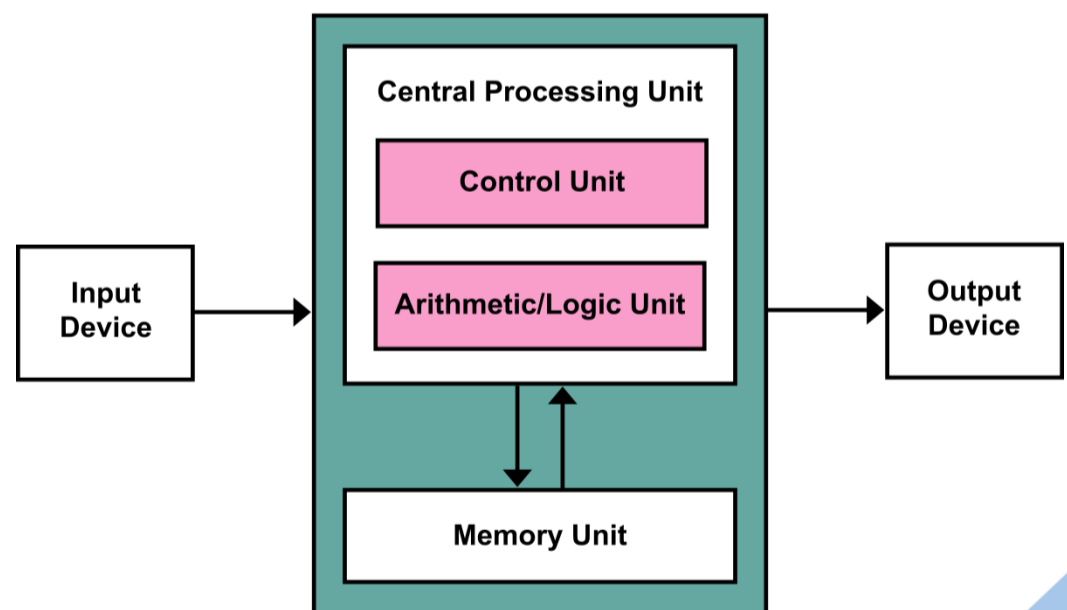 Central Processing Unit
Control Unit
Arithmetic/Logic Unit
Input
Device
Output
Device
Memory Unit